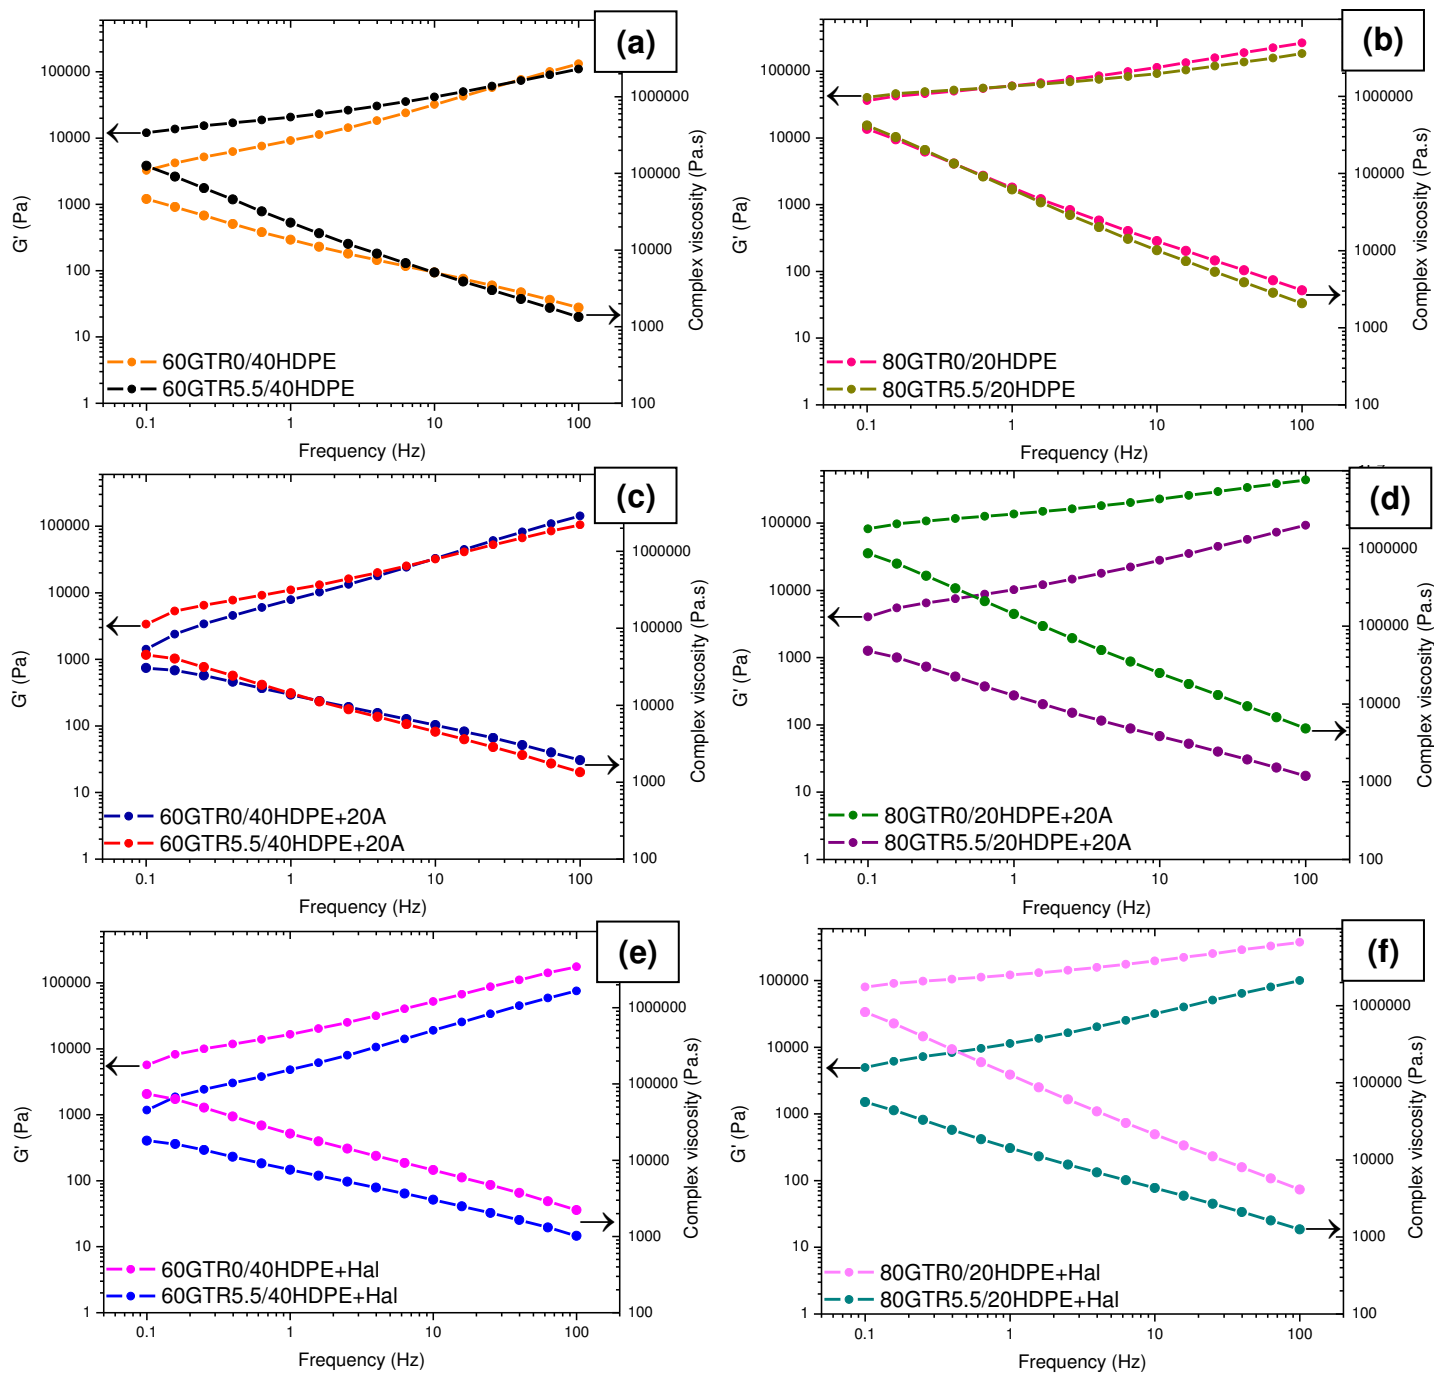 (a)
100000
10000
1000
100
10
1
G' (Pa)
1000000
100000
10000
1000
100
Complex viscosity (Pa.s)
60GTR0/40HDPE
60GTR5.5/40HDPE
0.1 1 10 100
Frequency (Hz)
(b)
100000
10000
1000
100
10
1
G' (Pa)
1000000
100000
10000
1000
100
Complex viscosity (Pa.s)
80GTR0/20HDPE
80GTR5.5/20HDPE
0.1 1 10 100
Frequency (Hz)
(c)
100000
10000
1000
100
10
1
G' (Pa)
1000000
100000
10000
1000
100
Complex viscosity (Pa.s)
60GTR0/40HDPE+20A
60GTR5.5/40HDPE+20A
0.1 1 10 100
Frequency (Hz)
(d)
100000
10000
1000
100
10
1
G' (Pa)
1000000
100000
10000
1000
100
Complex viscosity (Pa.s)
80GTR0/20HDPE+20A
80GTR5.5/20HDPE+20A
0.1 1 10 100
Frequency (Hz)
(e)
100000
10000
1000
100
10
1
G' (Pa)
1000000
100000
10000
1000
100
Complex viscosity (Pa.s)
60GTR0/40HDPE+Hal
60GTR5.5/40HDPE+Hal
0.1 1 10 100
Frequency (Hz)
(f)
100000
10000
1000
100
10
1
G' (Pa)
1000000
100000
10000
1000
100
Complex viscosity (Pa.s)
80GTR0/20HDPE+Hal
80GTR5.5/20HDPE+Hal
0.1 1 10 100
Frequency (Hz)